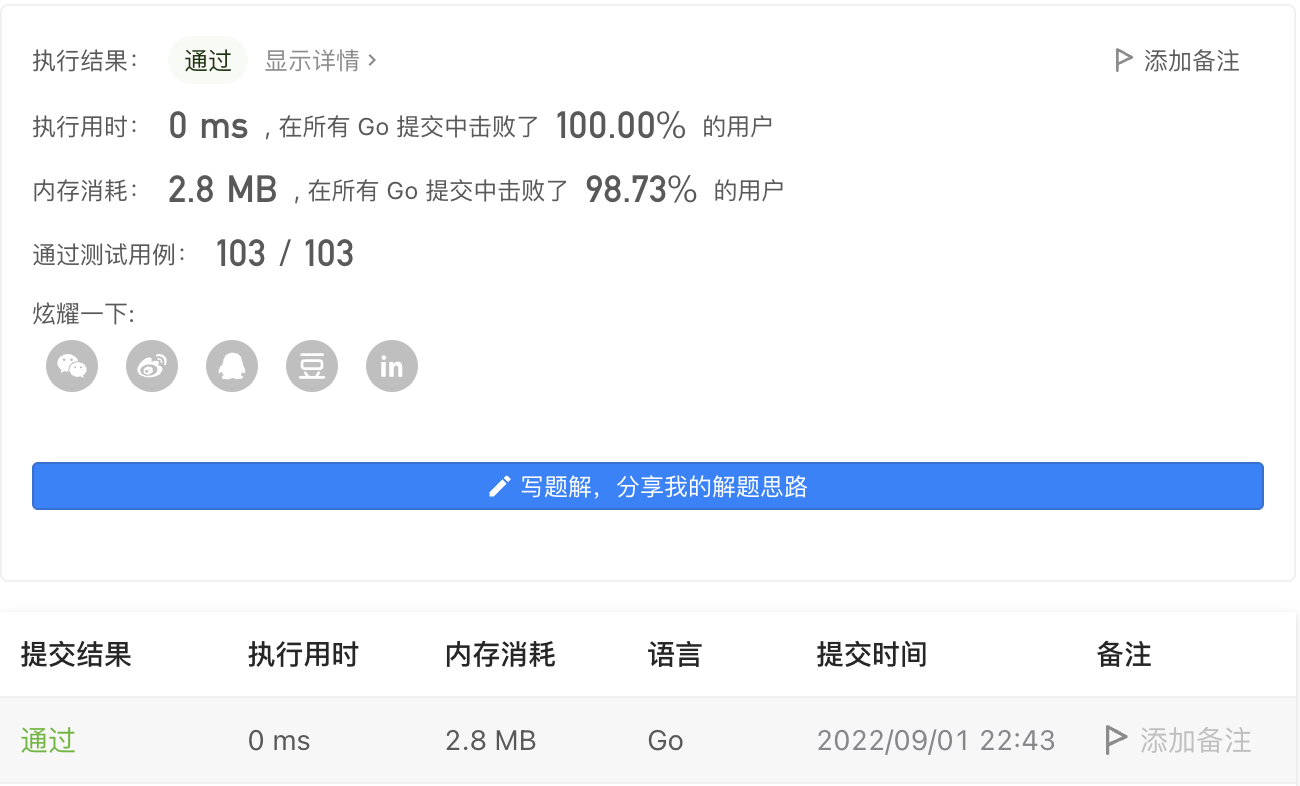 执行结果： 通过 显示详情 › 添加备注
执行用时： 0 ms , 在所有 Go 提交中击败了 100.00% 的用户
内存消耗： 2.8 MB , 在所有 Go 提交中击败了 98.73% 的用户
通过测试用例： 103 / 103
炫耀一下:
豆 in
写题解，分享我的解题思路
提交结果 执行用时 内存消耗 语言 提交时间 备注
通过 0 ms 2.8 MB Go 2022/09/01 22:43 添加备注